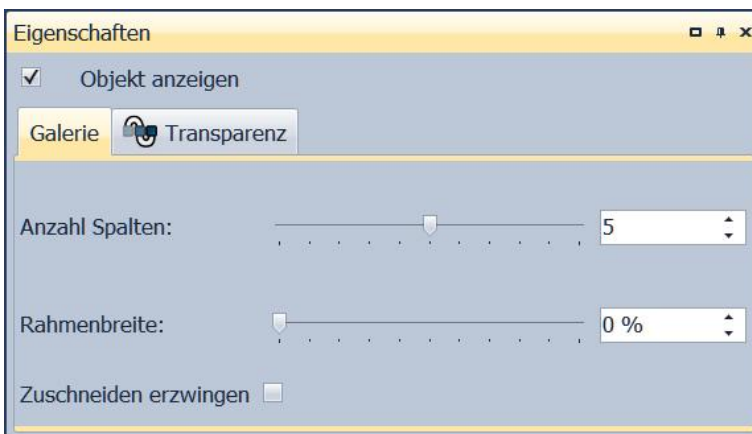 Eigenschaften
Objekt anzeigen
Galerie Transparenz
Anzahl Spalten: 5
Rahmenbreite: 0 %
Zuschneiden erzwingen